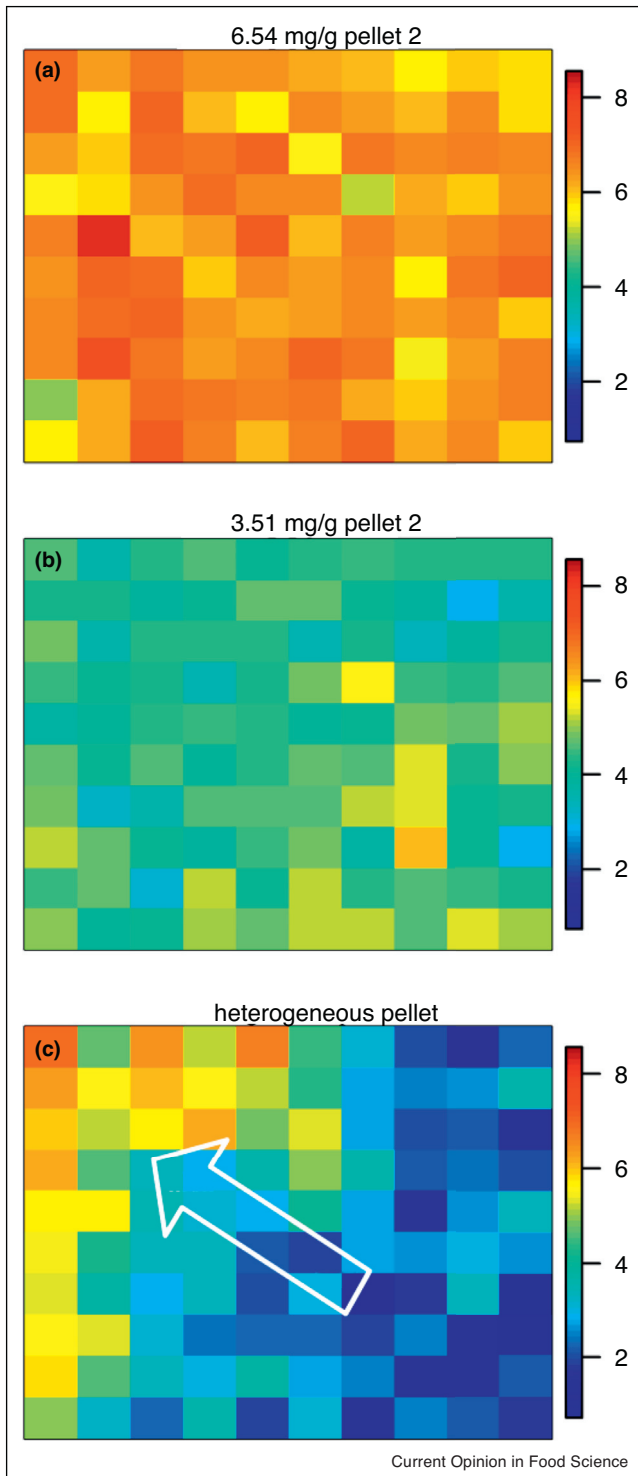 6.54 mg/g pellet 2
(a)
8
6
4
2
3.51 mg/g pellet 2
(b)
8
6
4
2
heterogeneous pellet
(c)
8
6
4
2
Current Opinion in Food Science